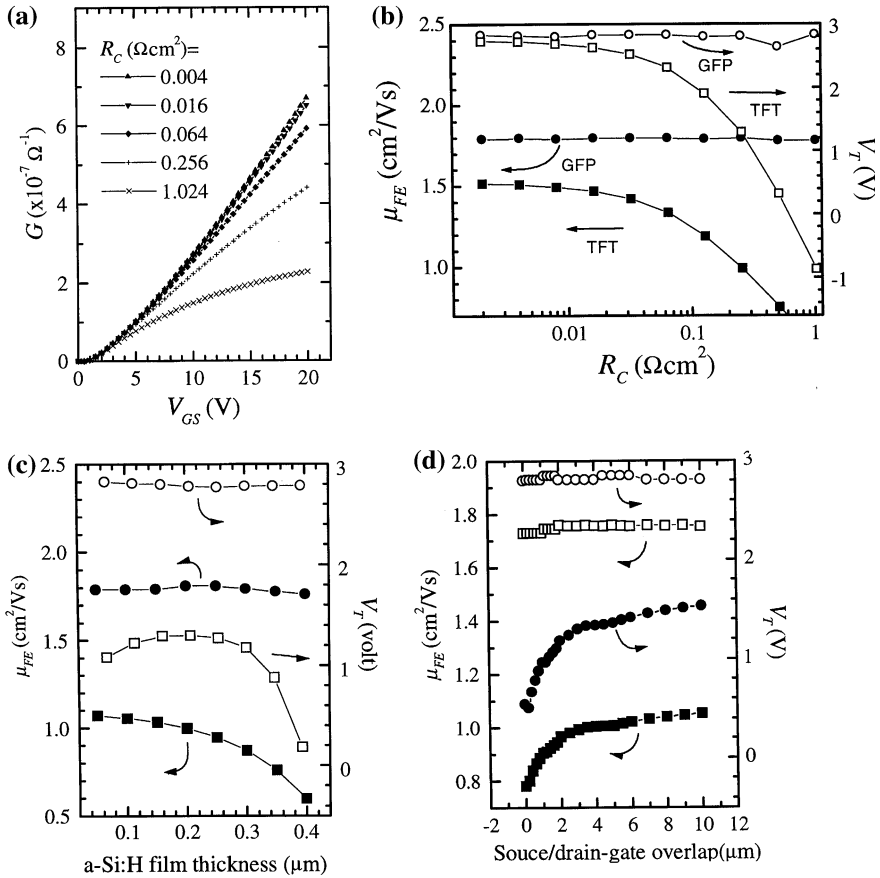 (a)
R_C (Ωcm²)=
0.004
0.016
0.064
0.256
1.024
G (x10⁻⁷ Ω⁻¹)
8
6
4
2
0
0 5 10 15 20
V_GS (V)
(b)
GFP
TFT
GFP
TFT
μ_FE (cm²/Vs)
2.5
2.0
1.5
1.0
V_T (V)
3
2
1
0
-1
0.01 0.1 1
R_C (Ωcm²)
(c)
μ_FE (cm²/Vs)
2.4
2.1
1.8
1.5
1.0
0.5
V_T (volt)
3
2
1
0
0.1 0.2 0.3 0.4
a-Si:H film thickness (μm)
(d)
μ_FE (cm²/Vs)
2.0
1.9
1.8
1.4
1.2
1.0
0.8
V_T (V)
3
2
1
0
-2 0 2 4 6 8 10 12
Souce/drain-gate overlap(μm)